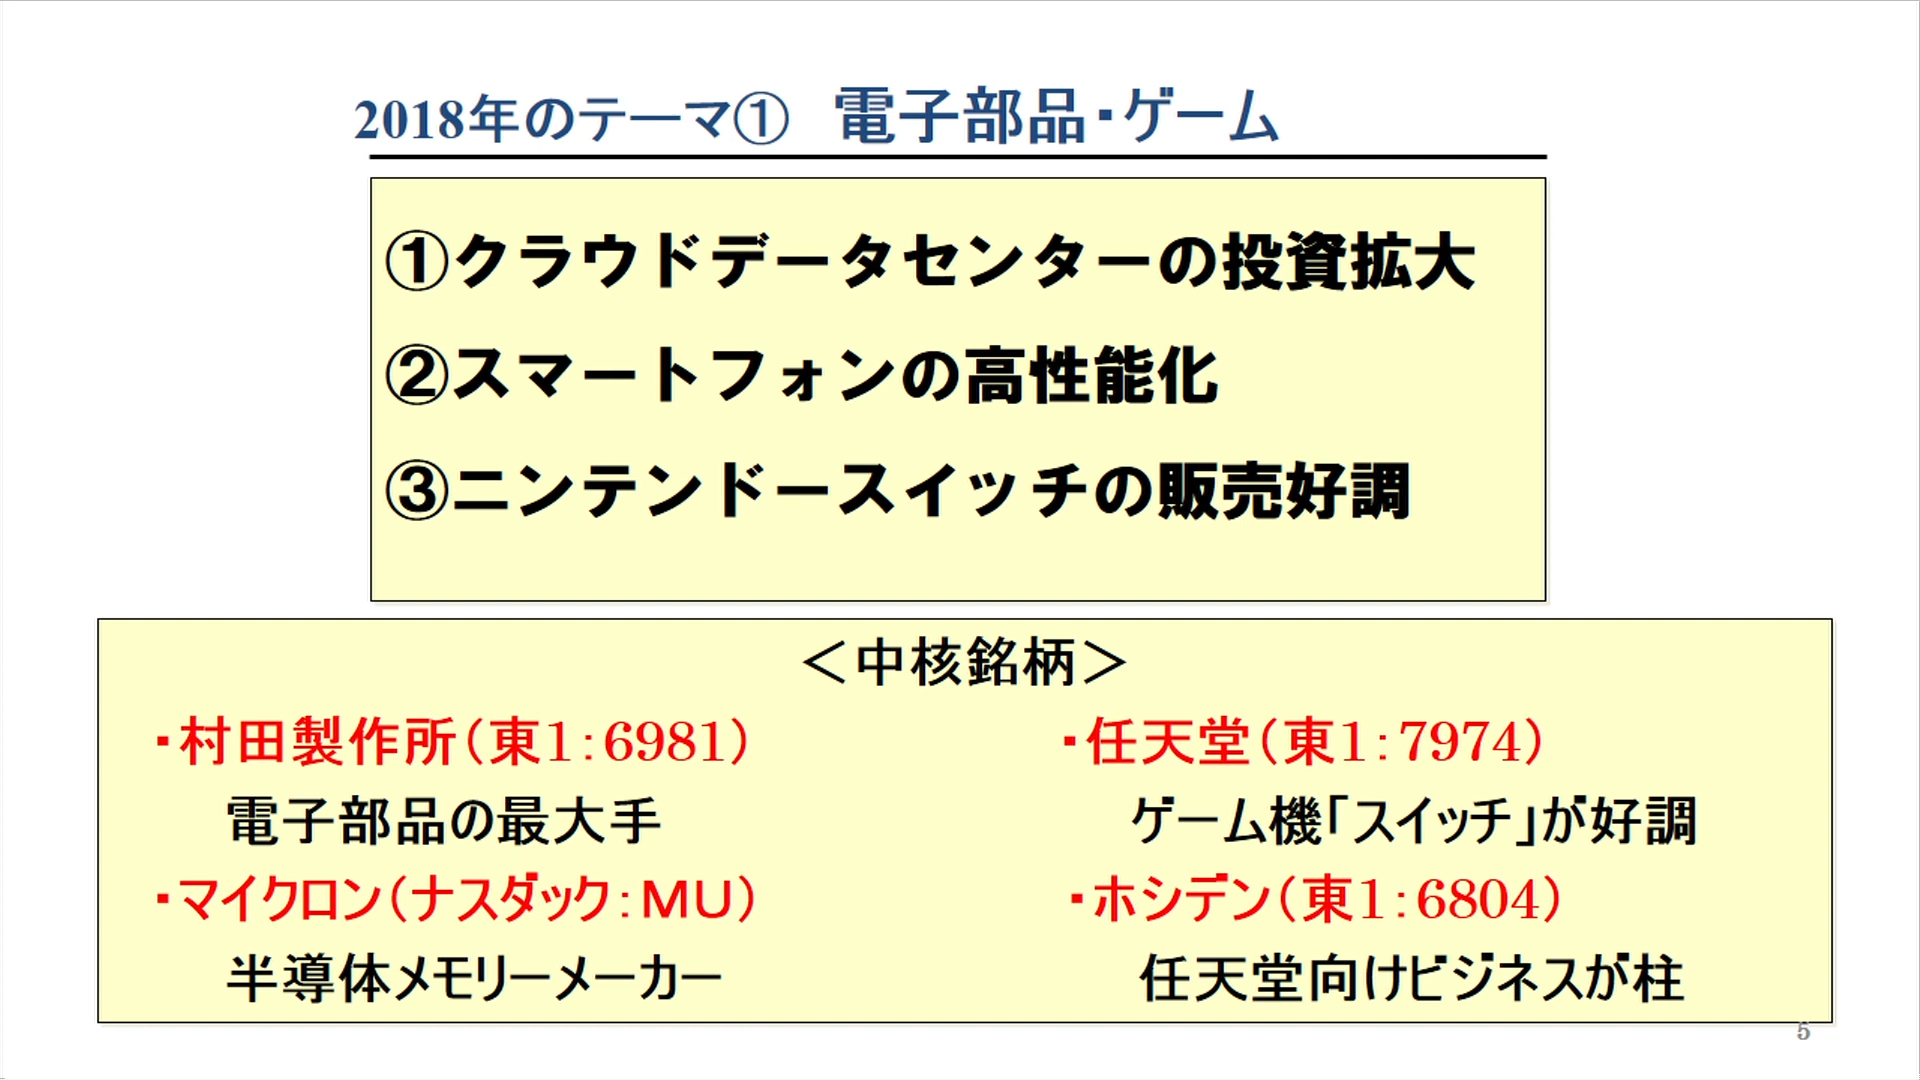 2018年のテーマ①　電子部品・ゲーム
①クラウドデータセンターの投資拡大
②スマートフォンの高性能化
③ニンテンドースイッチの販売好調
＜中核銘柄＞
・村田製作所（東1：6981）
電子部品の最大手
・マイクロン（ナスダック：MU）
半導体メモリーメーカー
・任天堂（東1：7974）
ゲーム機「スイッチ」が好調
・ホシデン（東1：6804）
任天堂向けビジネスが柱
5